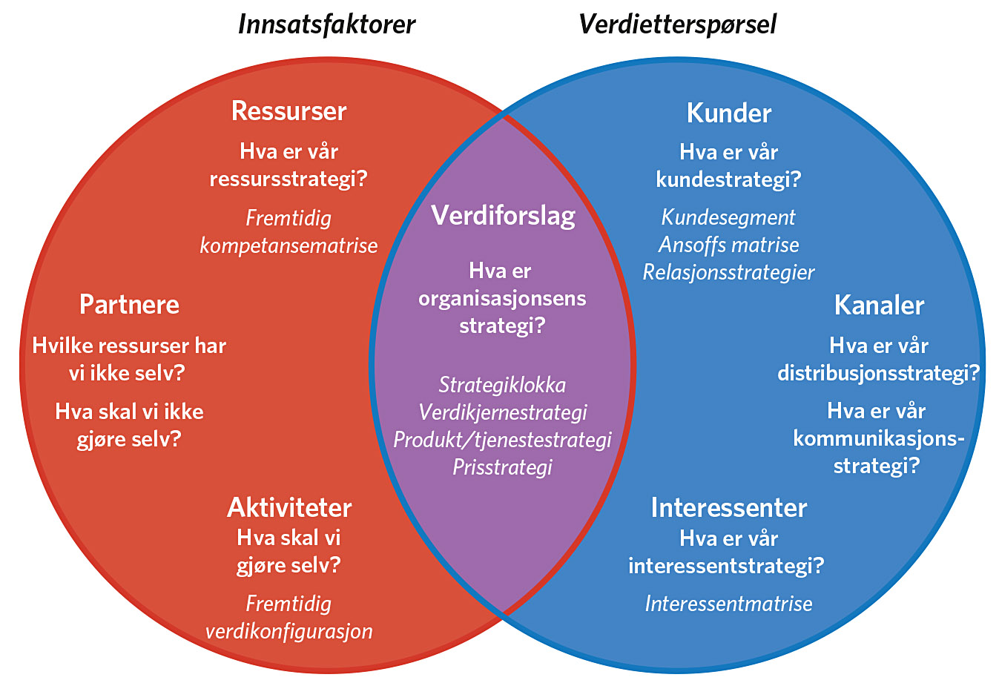 Innsatsfaktorer
Verdietterspørsel
Ressurser
Hva er vår
ressursstrategi?
Fremtidig
kompetansematrise
Partnere
Hvilke ressurser har
vi ikke selv?
Hva skal vi ikke
gjøre selv?
Aktiviteter
Hva skal vi
gjøre selv?
Fremtidig
verdikonfigurasjon
Verdiforslag
Hva er
organisasjonsens
strategi?
Strategiklokka
Verdikjernestrategi
Produkt/tjenestestrategi
Prisstrategi
Kunder
Hva er vår
kundestrategi?
Kundesegment
Ansoffs matrise
Relasjonsstrategier
Kanaler
Hva er vår
distribusjonsstrategi?
Hva er vår
kommunikasjons-
strategi?
Interessenter
Hva er vår
interessentstrategi?
Interessentmatrise